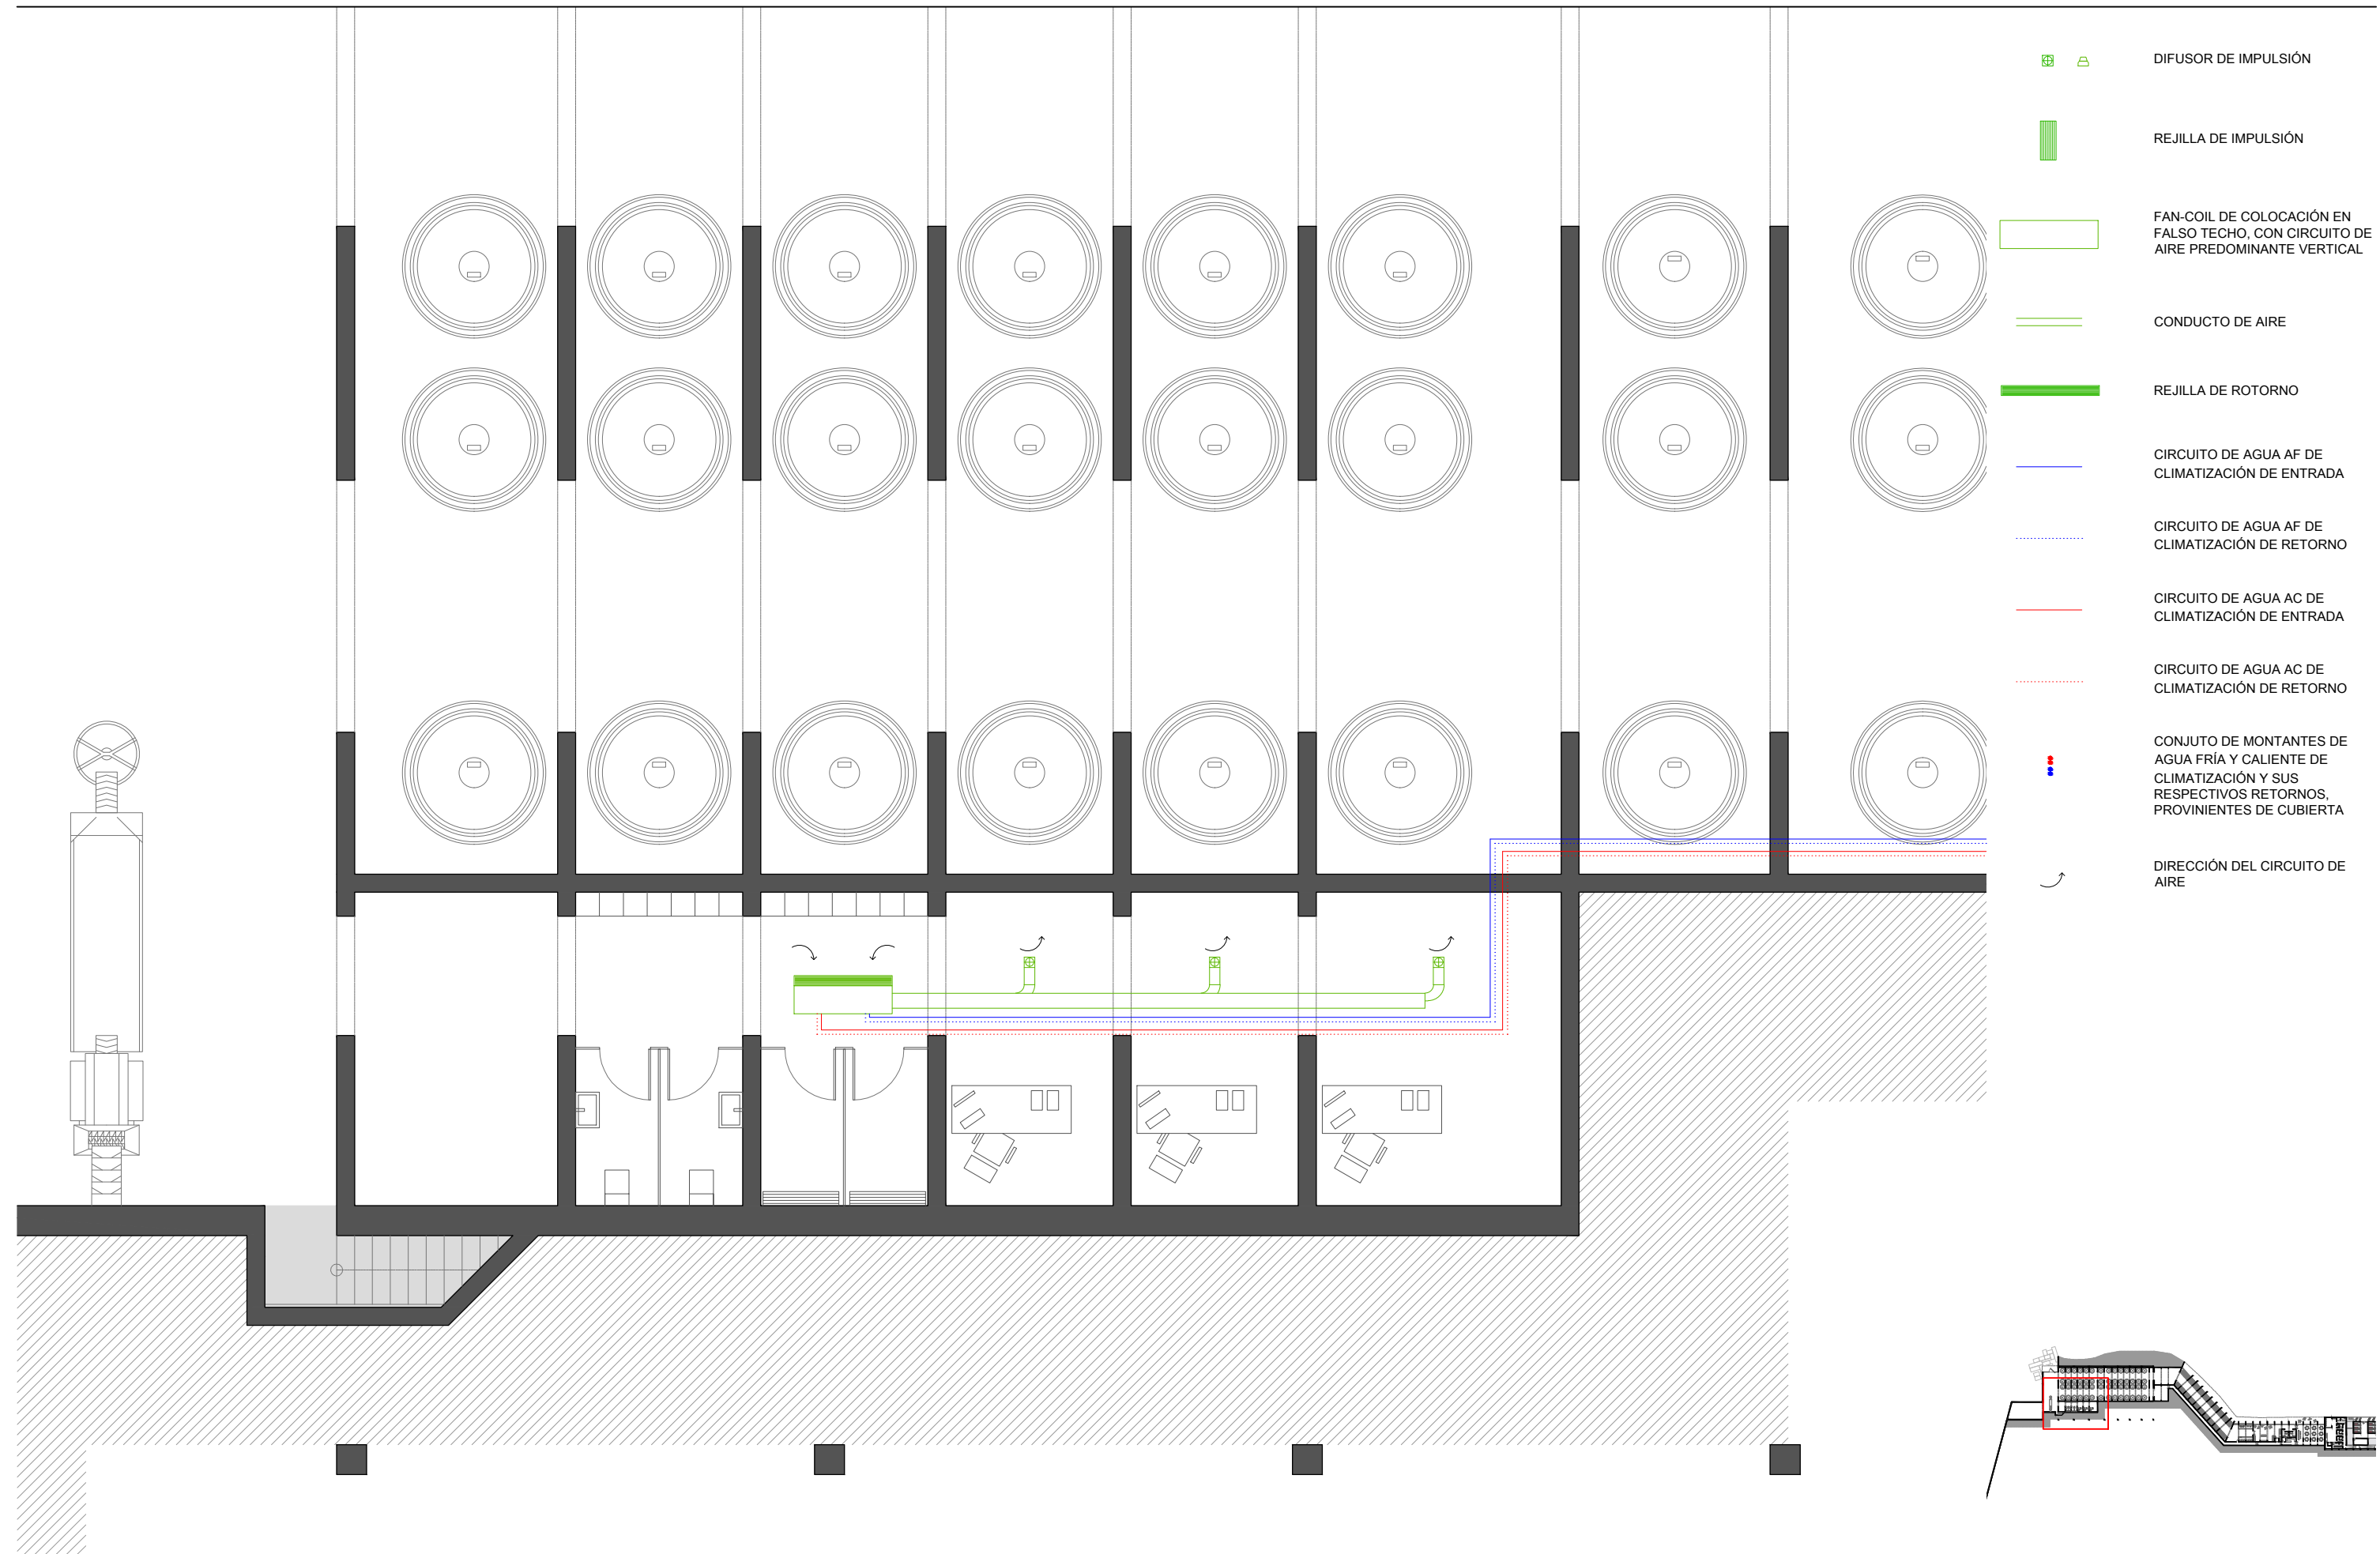 DIFUSOR DE IMPULSIÓN
REJILLA DE IMPULSIÓN
FAN-COIL DE COLOCACIÓN EN
FALSO TECHO, CON CIRCUITO DE
AIRE PREDOMINANTE VERTICAL
CONDUCTO DE AIRE
REJILLA DE ROTORNO
CIRCUITO DE AGUA AF DE
CLIMATIZACIÓN DE ENTRADA
CIRCUITO DE AGUA AF DE
CLIMATIZACIÓN DE RETORNO
CIRCUITO DE AGUA AC DE
CLIMATIZACIÓN DE ENTRADA
CIRCUITO DE AGUA AC DE
CLIMATIZACIÓN DE RETORNO
CONJUTO DE MONTANTES DE
AGUA FRÍA Y CALIENTE DE
CLIMATIZACIÓN Y SUS
RESPECTIVOS RETORNOS,
PROVINIENTES DE CUBIERTA
DIRECCIÓN DEL CIRCUITO DE
AIRE